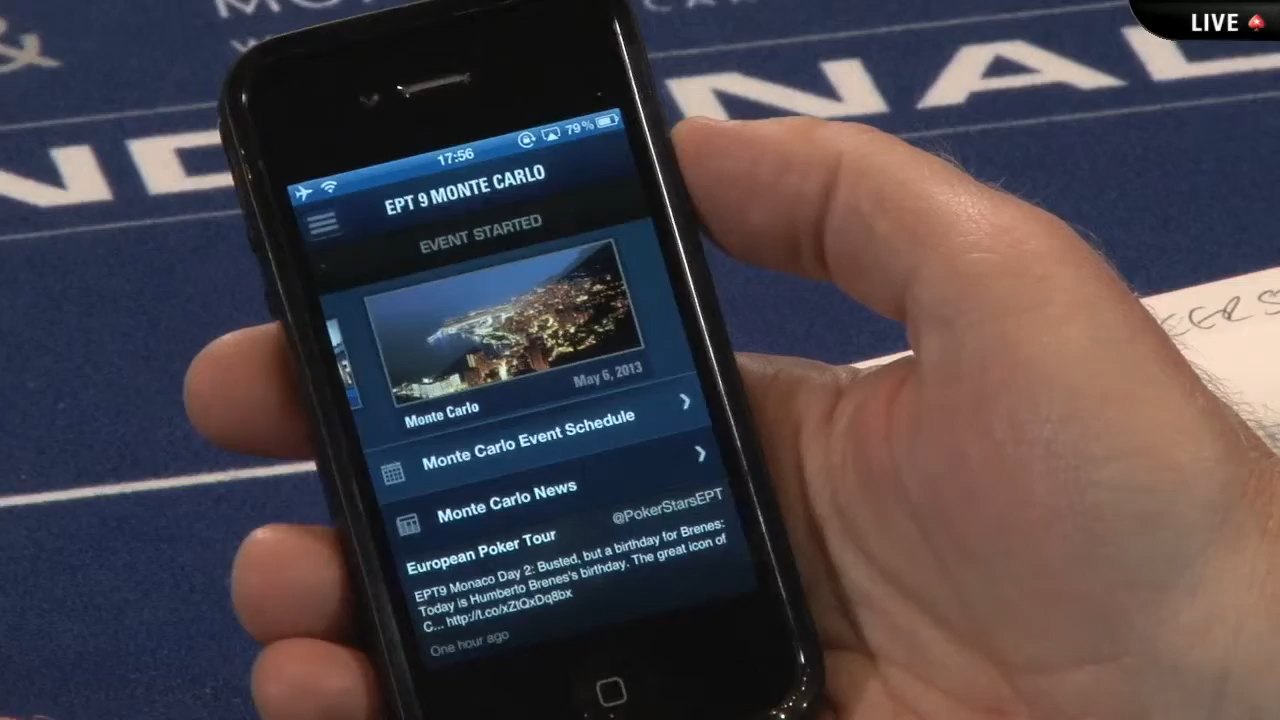 LIVE
&
NAL
ND
17:56
79%
EPT 9 MONTE CARLO
EVENT STARTED
May 6, 2013
Monte Carlo
Monte Carlo Event Schedule
Monte Carlo News
European Poker Tour
@PokerStarsEPT
EPT9 Monaco Day 2: Busted, but a birthday for Brenes:
Today is Humberto Brenes's birthday. The great icon of
C... http://t.co/xZtQxDq8bx
One hour ago